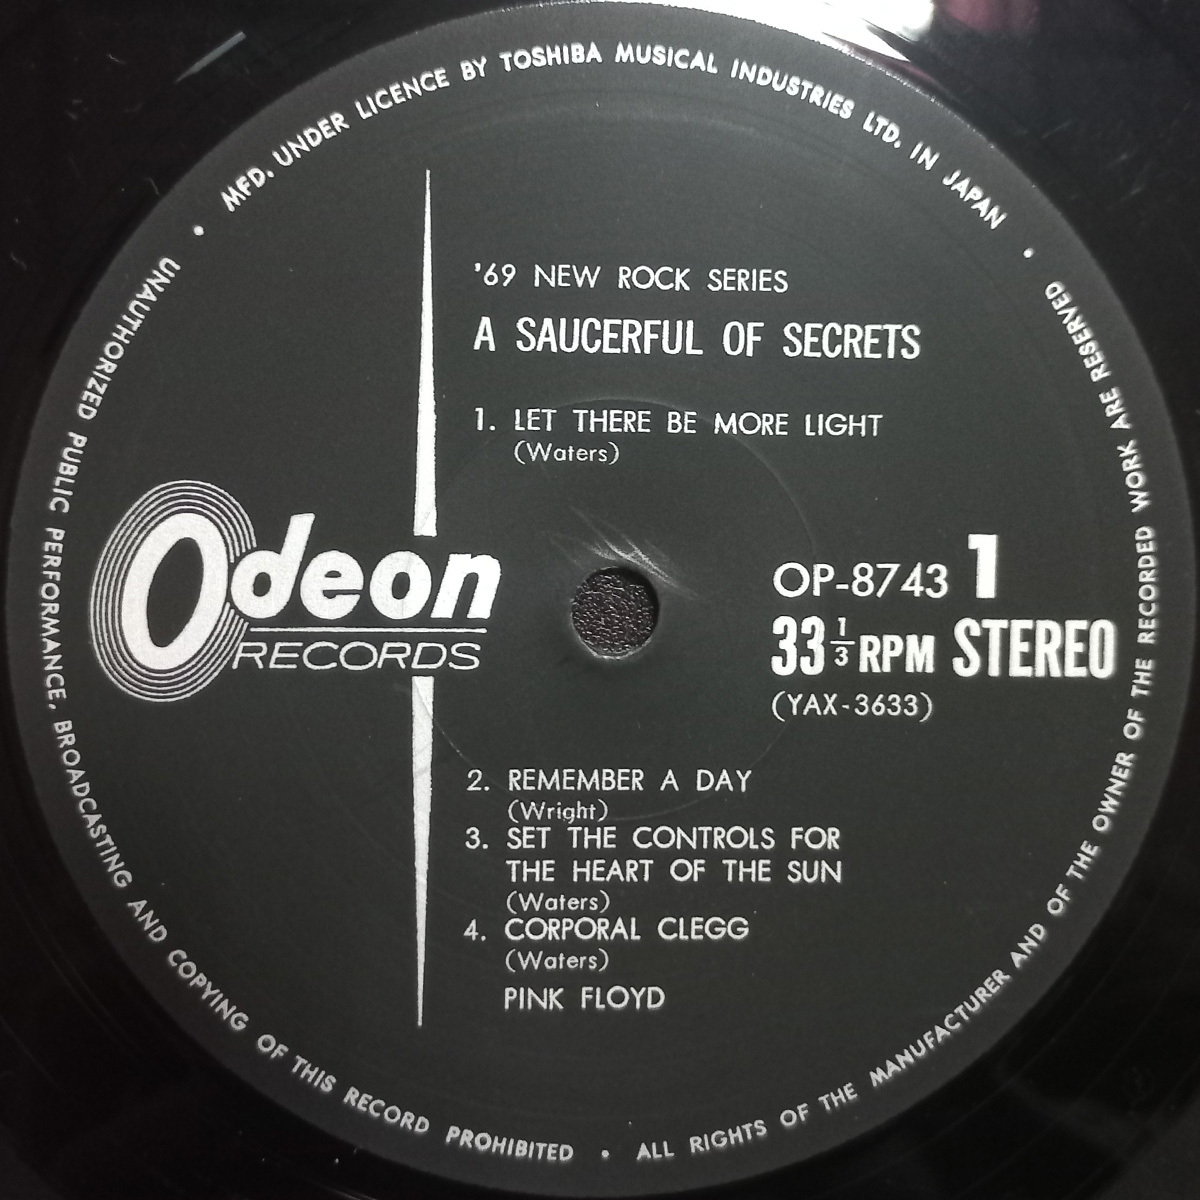 MFD. UNDER LICENCE BY TOSHIBA MUSICAL INDUSTRIES LTD. IN JAPAN •
'69 NEW ROCK SERIES
A SAUCERFUL OF SECRETS
1. LET THERE BE MORE LIGHT
(Waters)
Odeon
RECORDS
OP-8743 1
33 1/3 RPM STEREO
(YAX-3633)
2. REMEMBER A DAY
(Wright)
3. SET THE CONTROLS FOR
THE HEART OF THE SUN
(Waters)
4. CORPORAL CLEGG
(Waters)
PINK FLOYD
ALL RIGHTS OF THE MANUFACTURER AND OF THE OWNER OF THE RECORDED WORK ARE RESERVED •
UNAUTHORIZED PUBLIC PERFORMANCE, BROADCASTING AND COPYING OF THIS RECORD PROHIBITED •